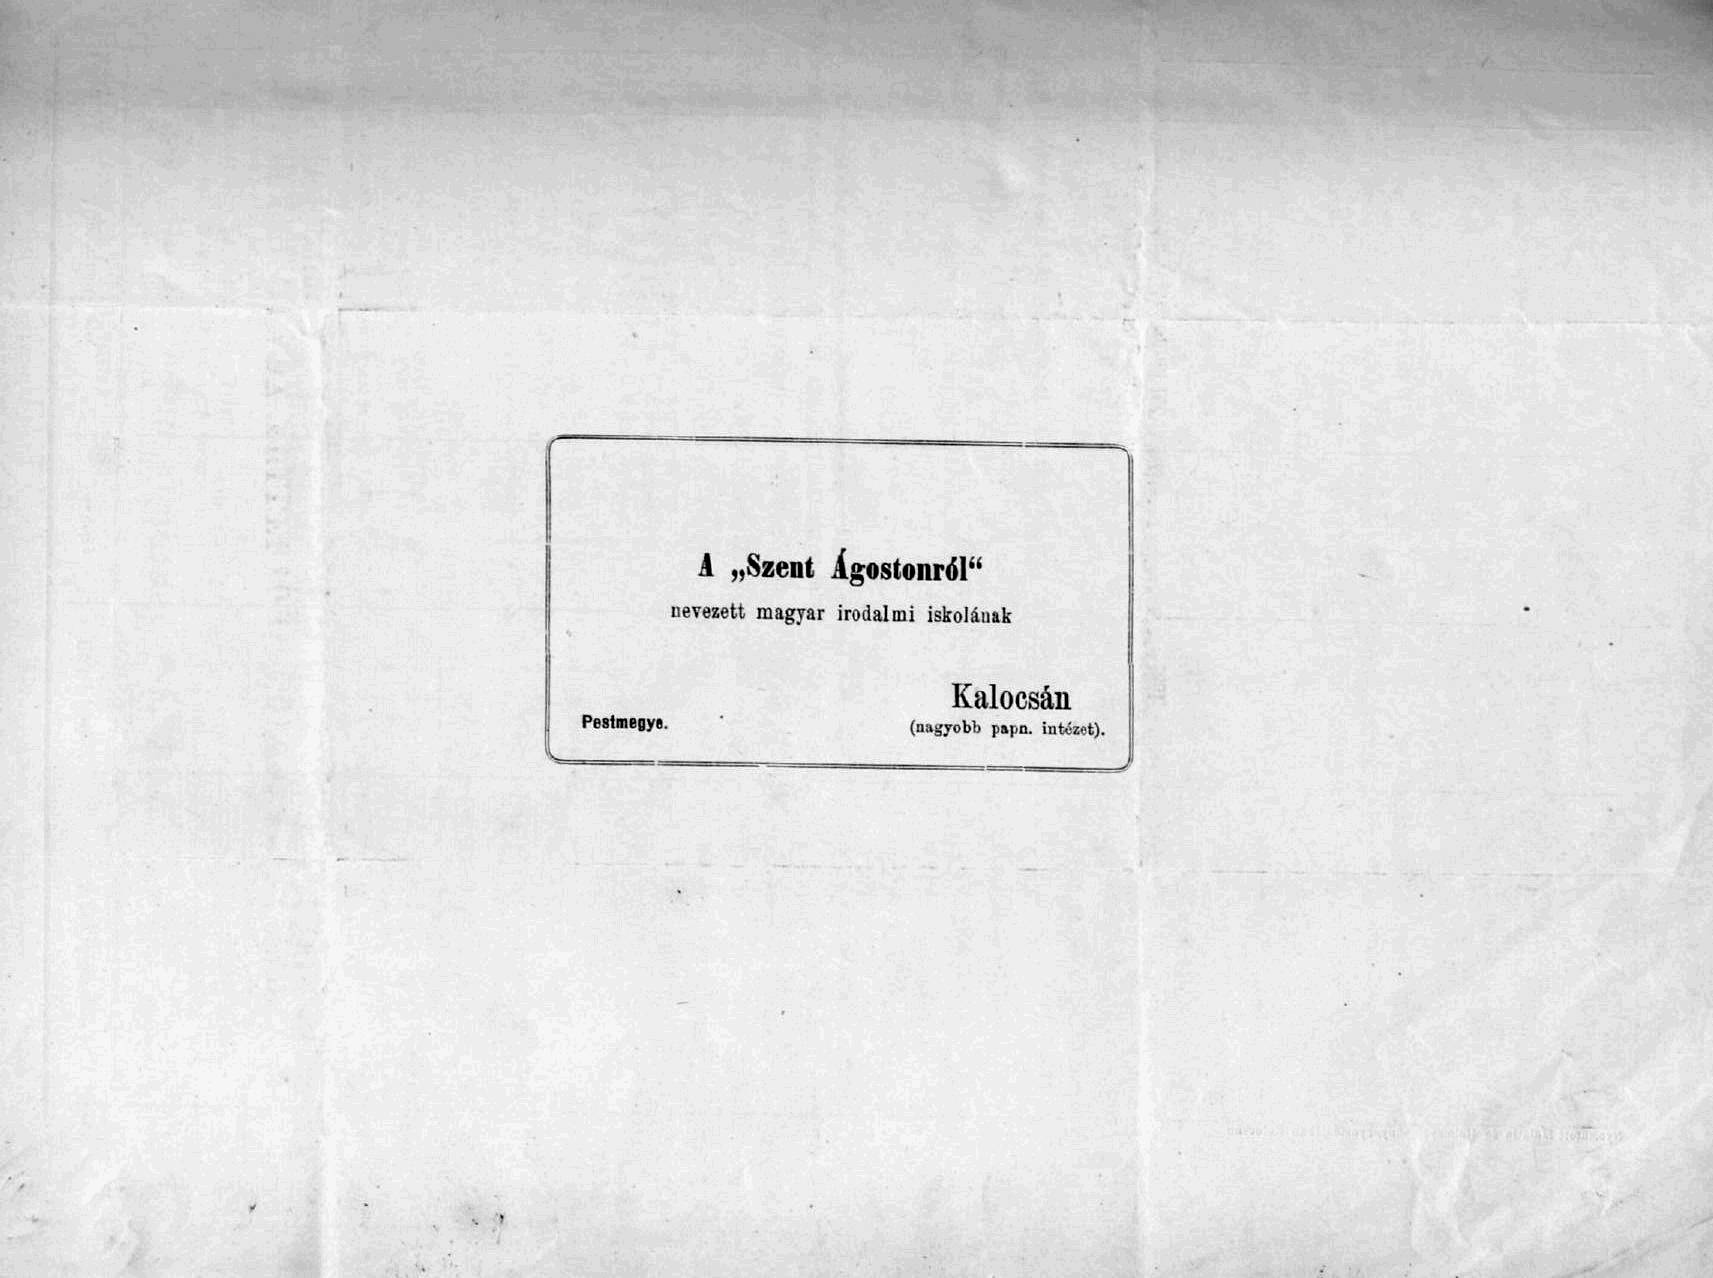 A „Szent Ágostonról“
nevezett magyar irodalmi iskolának
Kalocsán
Pestmegye.
(nagyobb papn. intézet).